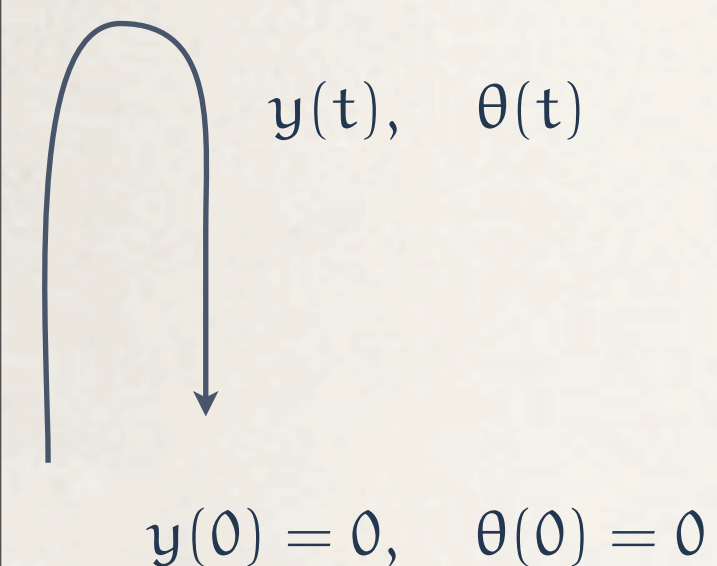 y(t), θ(t)
y(0) = 0, θ(0) = 0